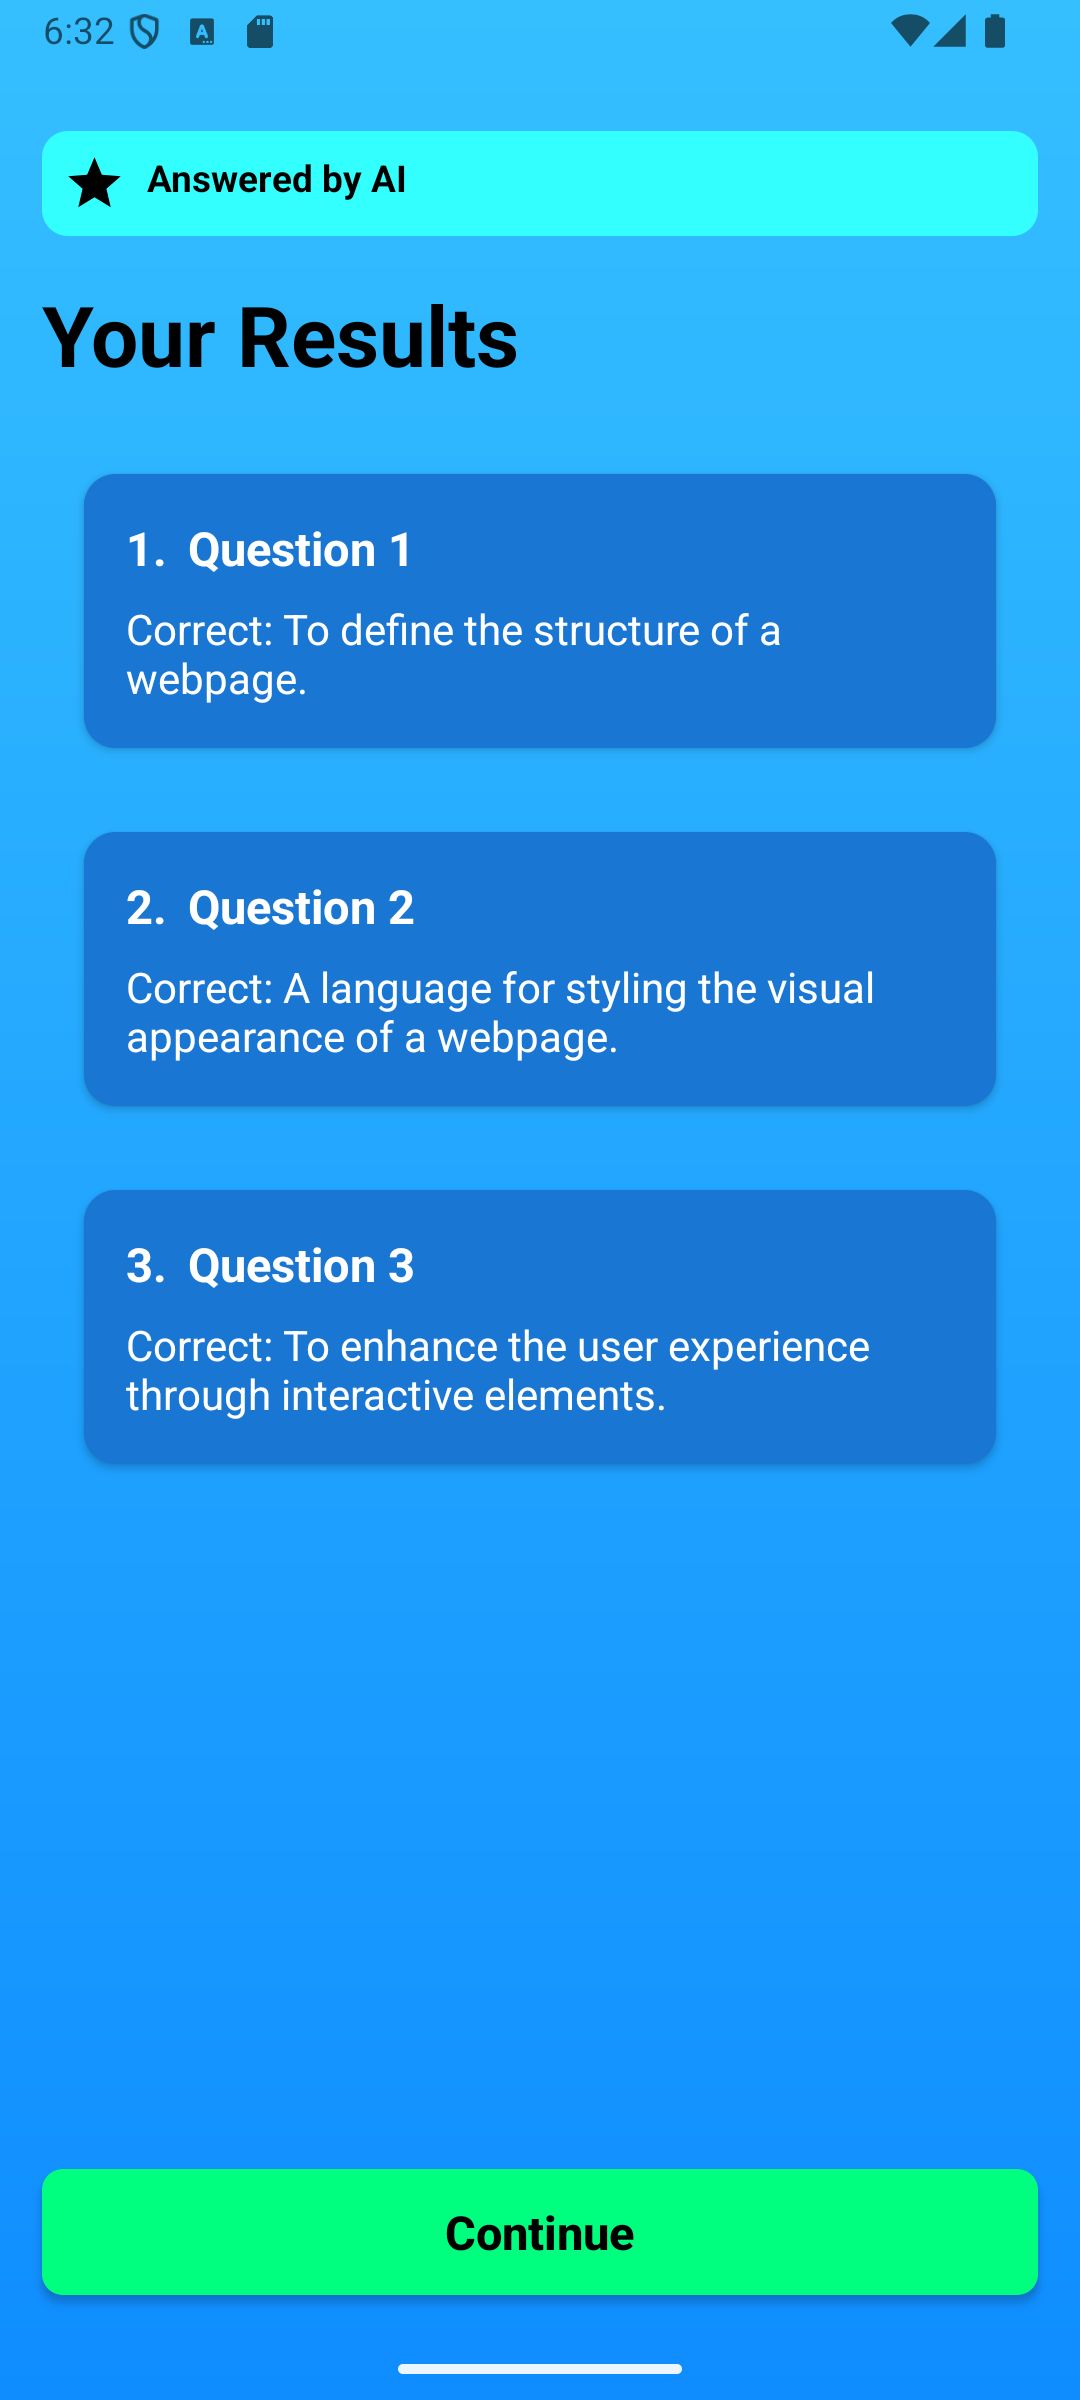 6:32
Answered by AI
Your Results
1. Question 1
Correct: To define the structure of a
webpage.
2. Question 2
Correct: A language for styling the visual
appearance of a webpage.
3. Question 3
Correct: To enhance the user experience
through interactive elements.
Continue